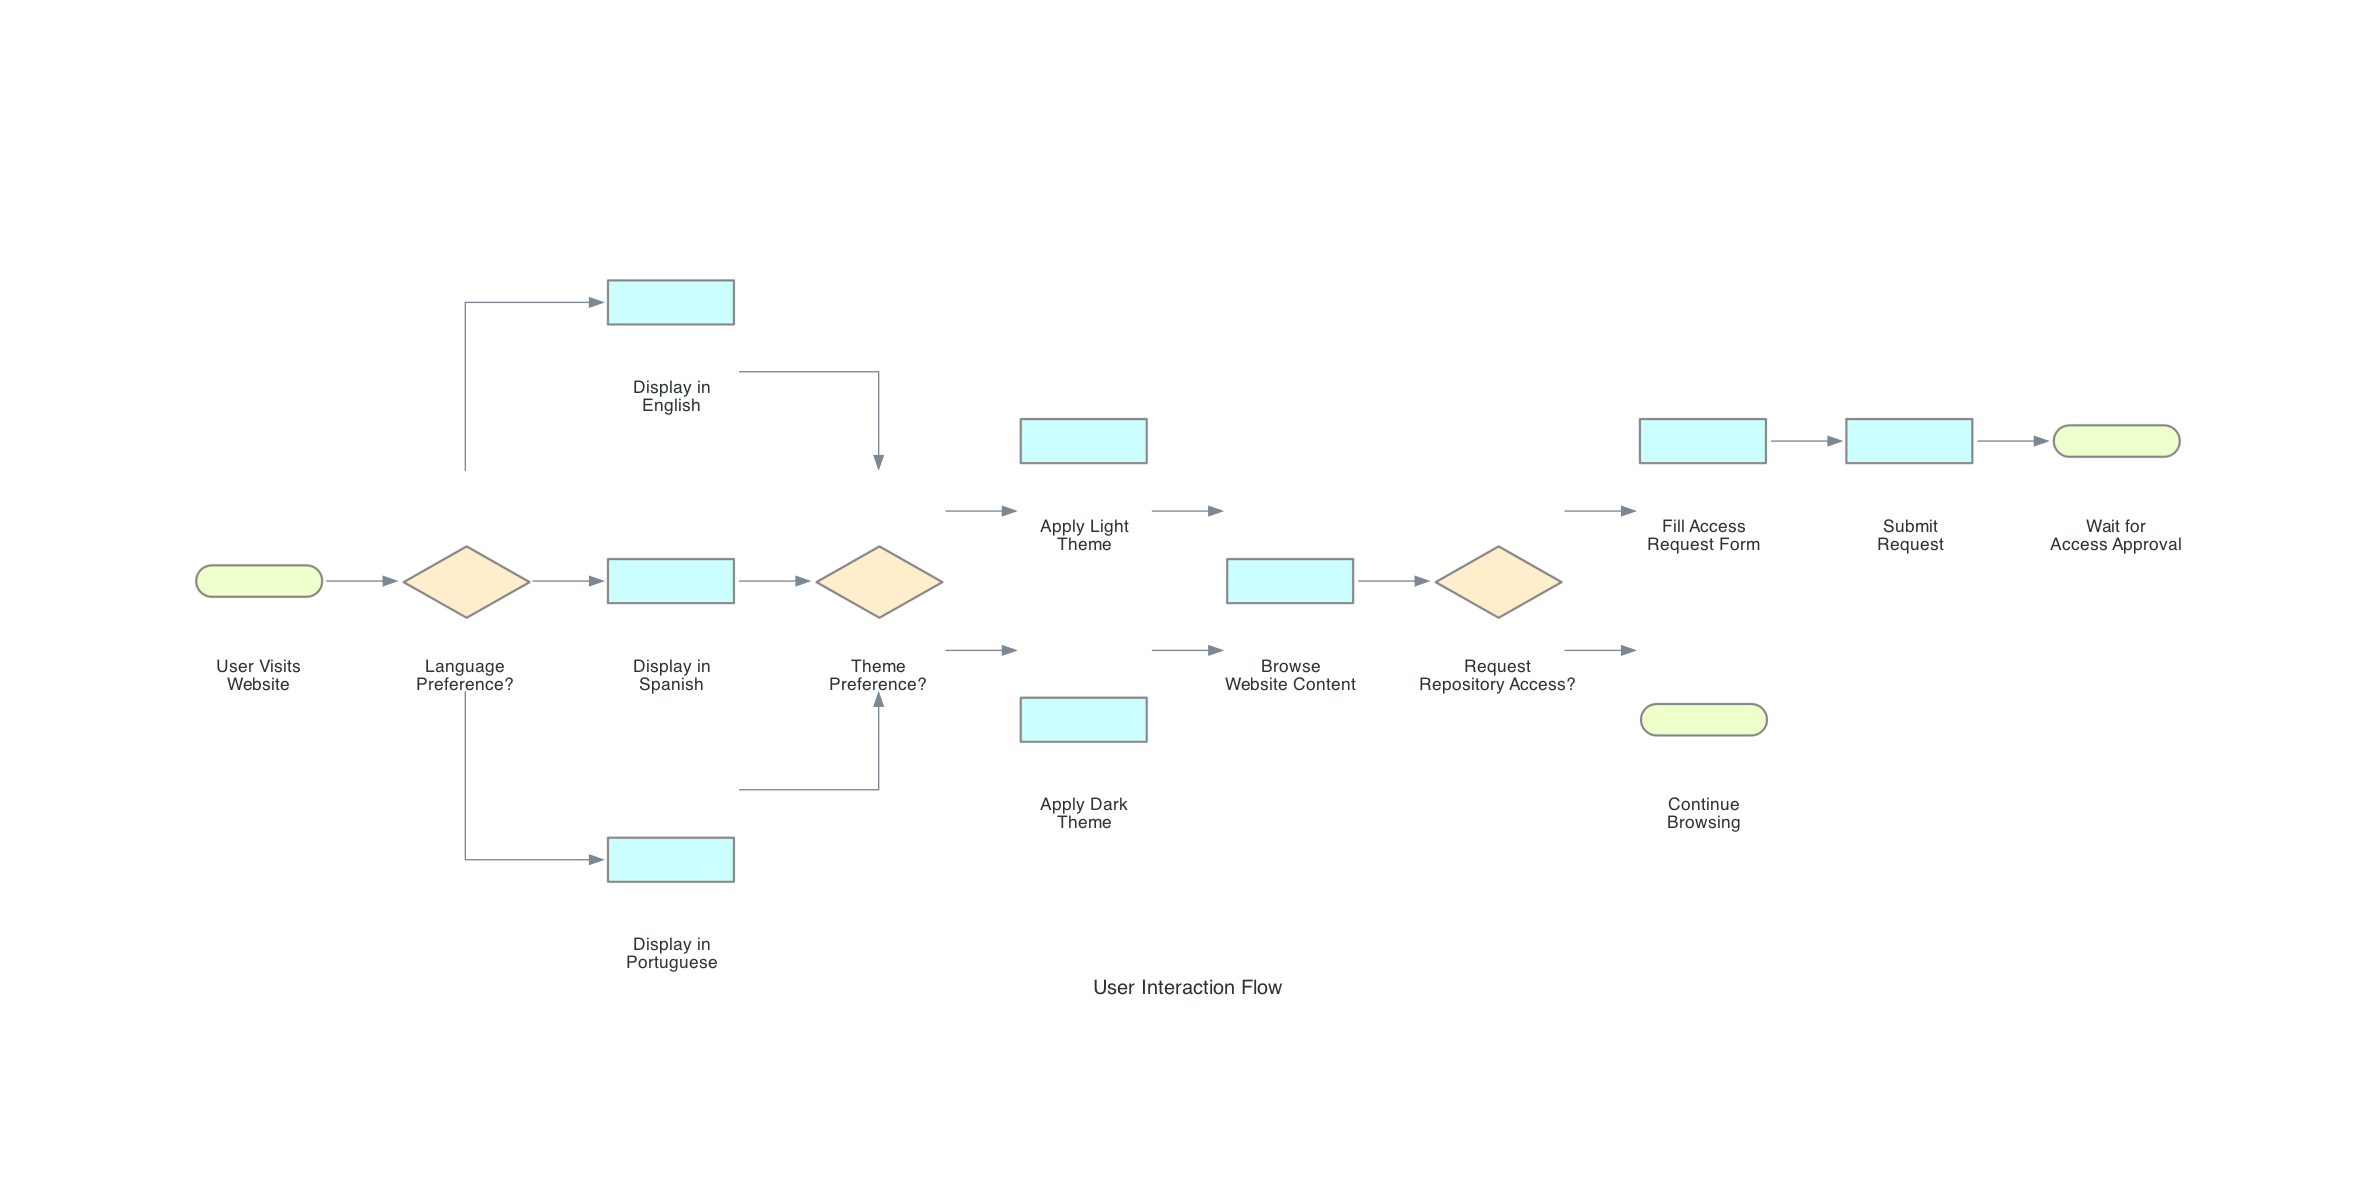 Display in
English
Apply Light
Theme
Fill Access
Request Form
Submit
Request
Wait for
Access Approval
User Visits
Website
Language
Preference?
Display in
Spanish
Theme
Preference?
Browse
Website Content
Request
Repository Access?
Apply Dark
Theme
Continue
Browsing
Display in
Portuguese
User Interaction Flow